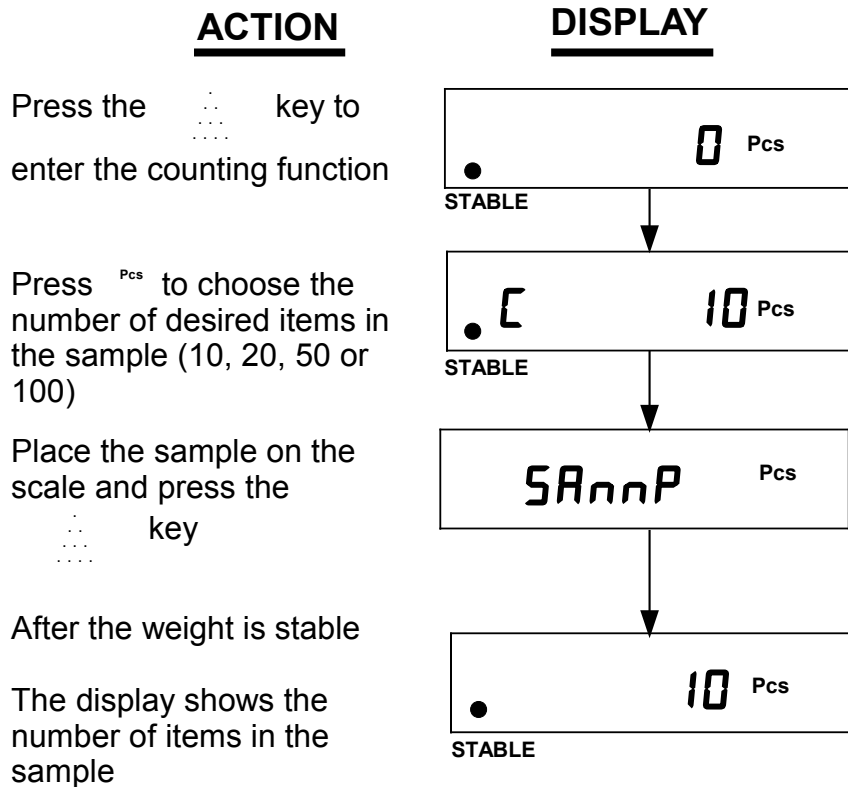 ACTION
DISPLAY
Press the key to
enter the counting function
0 Pcs
STABLE
Press Pcs to choose the
number of desired items in
the sample (10, 20, 50 or
100)
C 10 Pcs
STABLE
Place the sample on the
scale and press the
key
SAnnP Pcs
After the weight is stable
The display shows the
number of items in the
sample
10 Pcs
STABLE